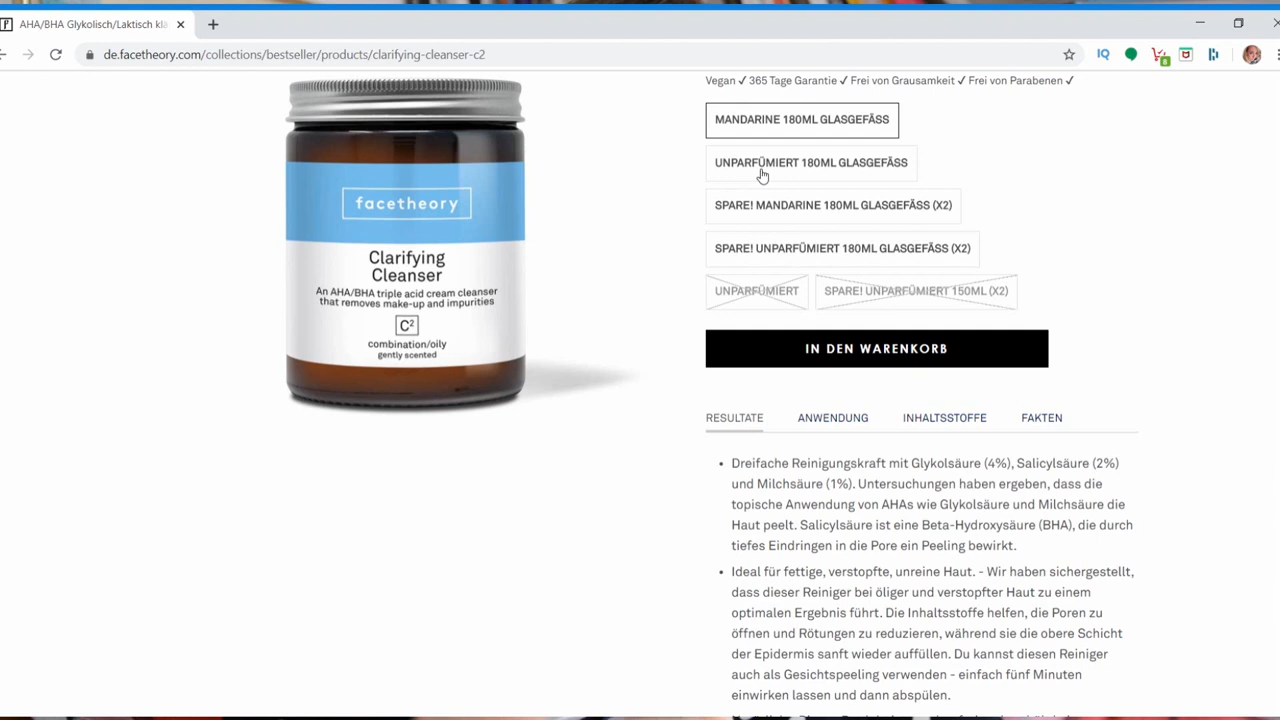 AHA/BHA Glykolisch/Laktisch kla
de.facetheory.com/collections/bestseller/products/clarifying-cleanser-c2
8
Vegan ✓ 365 Tage Garantie ✓ Frei von Grausamkeit ✓ Frei von Parabenen ✓
MANDARINE 180ML GLASGEFÄSS
UNPARFÜMIERT 180ML GLASGEFÄSS
SPARE! MANDARINE 180ML GLASGEFÄSS (X2)
SPARE! UNPARFÜMIERT 180ML GLASGEFÄSS (X2)
UNPARFÜMIERT SPARE! UNPARFÜMIERT 150ML (X2)
IN DEN WARENKORB
facetheory
Clarifying
Cleanser
An AHA/BHA triple acid cream cleanser
that removes make-up and impurities
C²
combination/oily
gently scented
RESULTATE ANWENDUNG INHALTSSTOFFE FAKTEN
• Dreifache Reinigungskraft mit Glykolsäure (4%), Salicylsäure (2%)
und Milchsäure (1%). Untersuchungen haben ergeben, dass die
topische Anwendung von AHAs wie Glykolsäure und Milchsäure die
Haut peelt. Salicylsäure ist eine Beta-Hydroxysäure (BHA), die durch
tiefes Eindringen in die Pore ein Peeling bewirkt.
• Ideal für fettige, verstopfte, unreine Haut. - Wir haben sichergestellt,
dass dieser Reiniger bei öliger und verstopfter Haut zu einem
optimalen Ergebnis führt. Die Inhaltsstoffe helfen, die Poren zu
öffnen und Rötungen zu reduzieren, während sie die obere Schicht
der Epidermis sanft wieder auffüllen. Du kannst diesen Reiniger
auch als Gesichtspeeling verwenden - einfach fünf Minuten
einwirken lassen und dann abspülen.